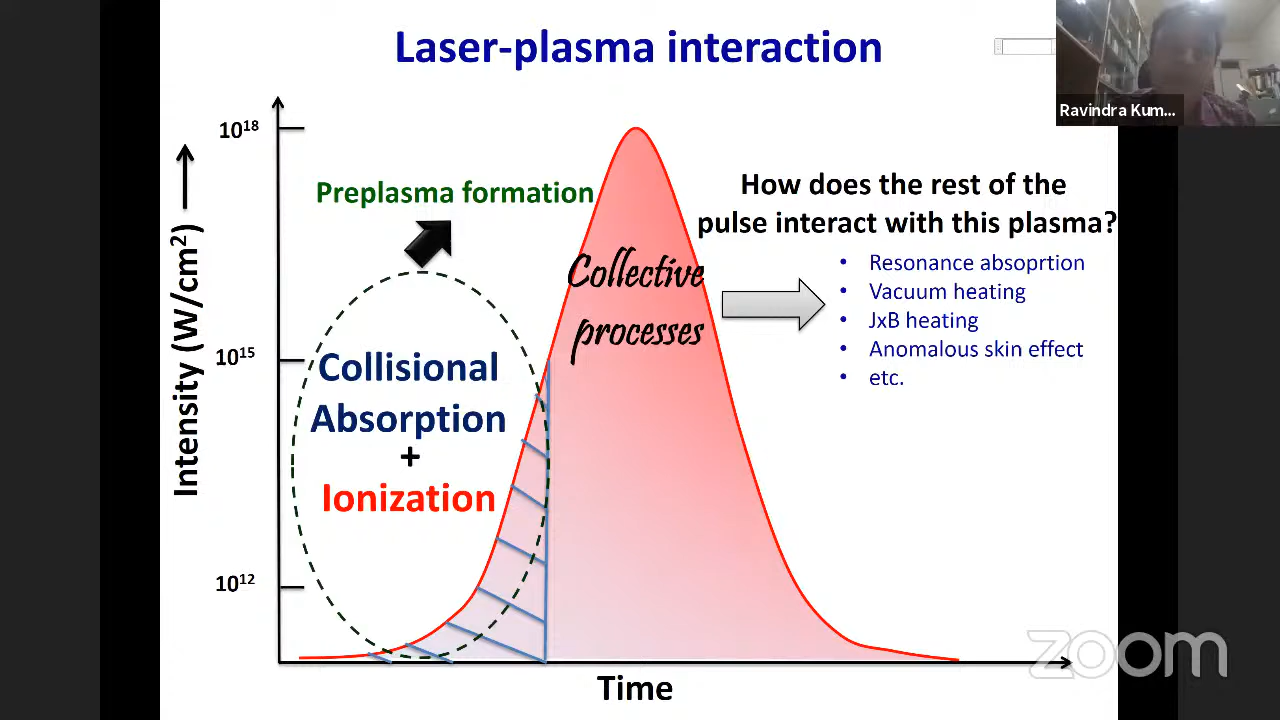 Laser-plasma interaction
Ravindra Kum...
Intensity (W/cm²)
10¹⁸
10¹⁵
10¹²
Preplasma formation
Collisional
Absorption
+
Ionization
Collective
processes
How does the rest of the
pulse interact with this plasma?
• Resonance absoprtion
• Vacuum heating
• JxB heating
• Anomalous skin effect
• etc.
Time
zoom